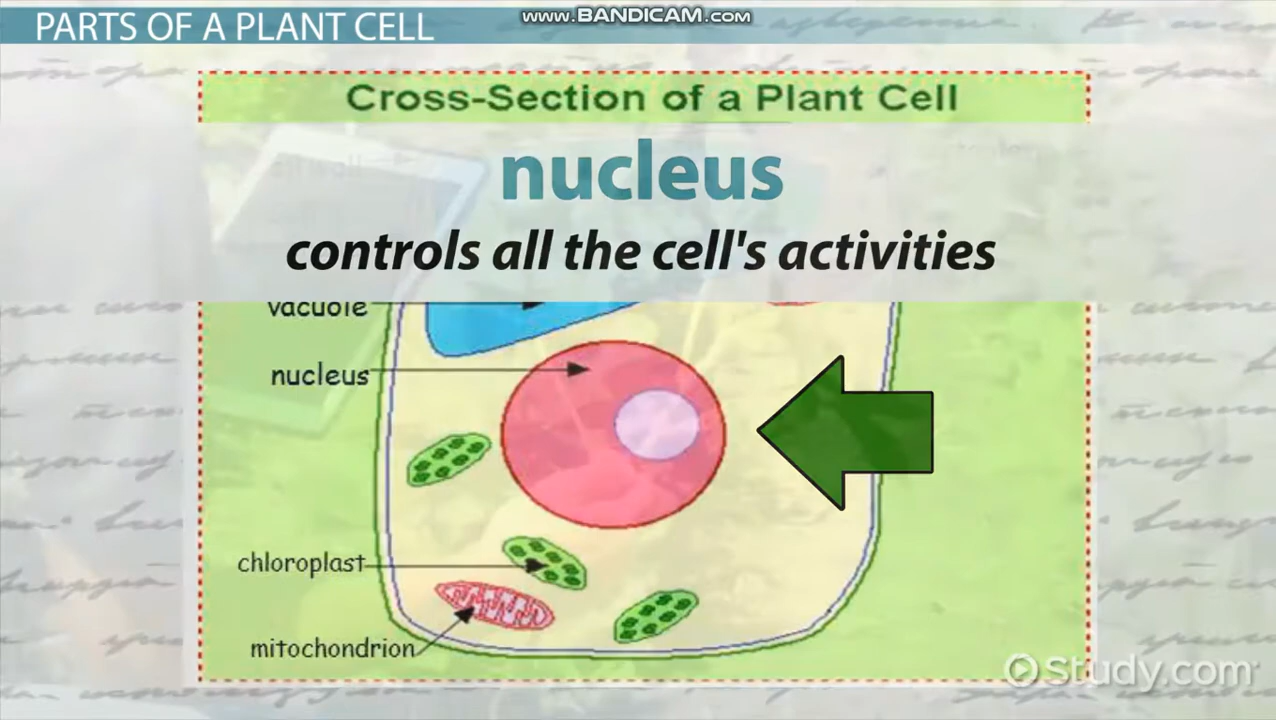 PARTS OF A PLANT CELL
www.BANDICAM.com
Cross-Section of a Plant Cell
nucleus
controls all the cell's activities
vacuole
nucleus
chloroplast
mitochondrion
Study.com